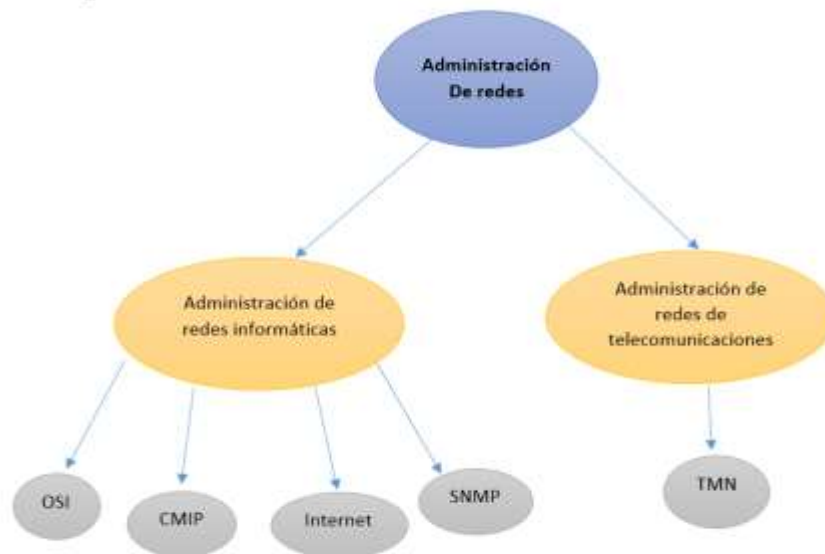 Administración
De redes
Administración de
redes informáticas
Administración de
redes de
telecomunicaciones
OSI
CMIP
Internet
SNMP
TMN